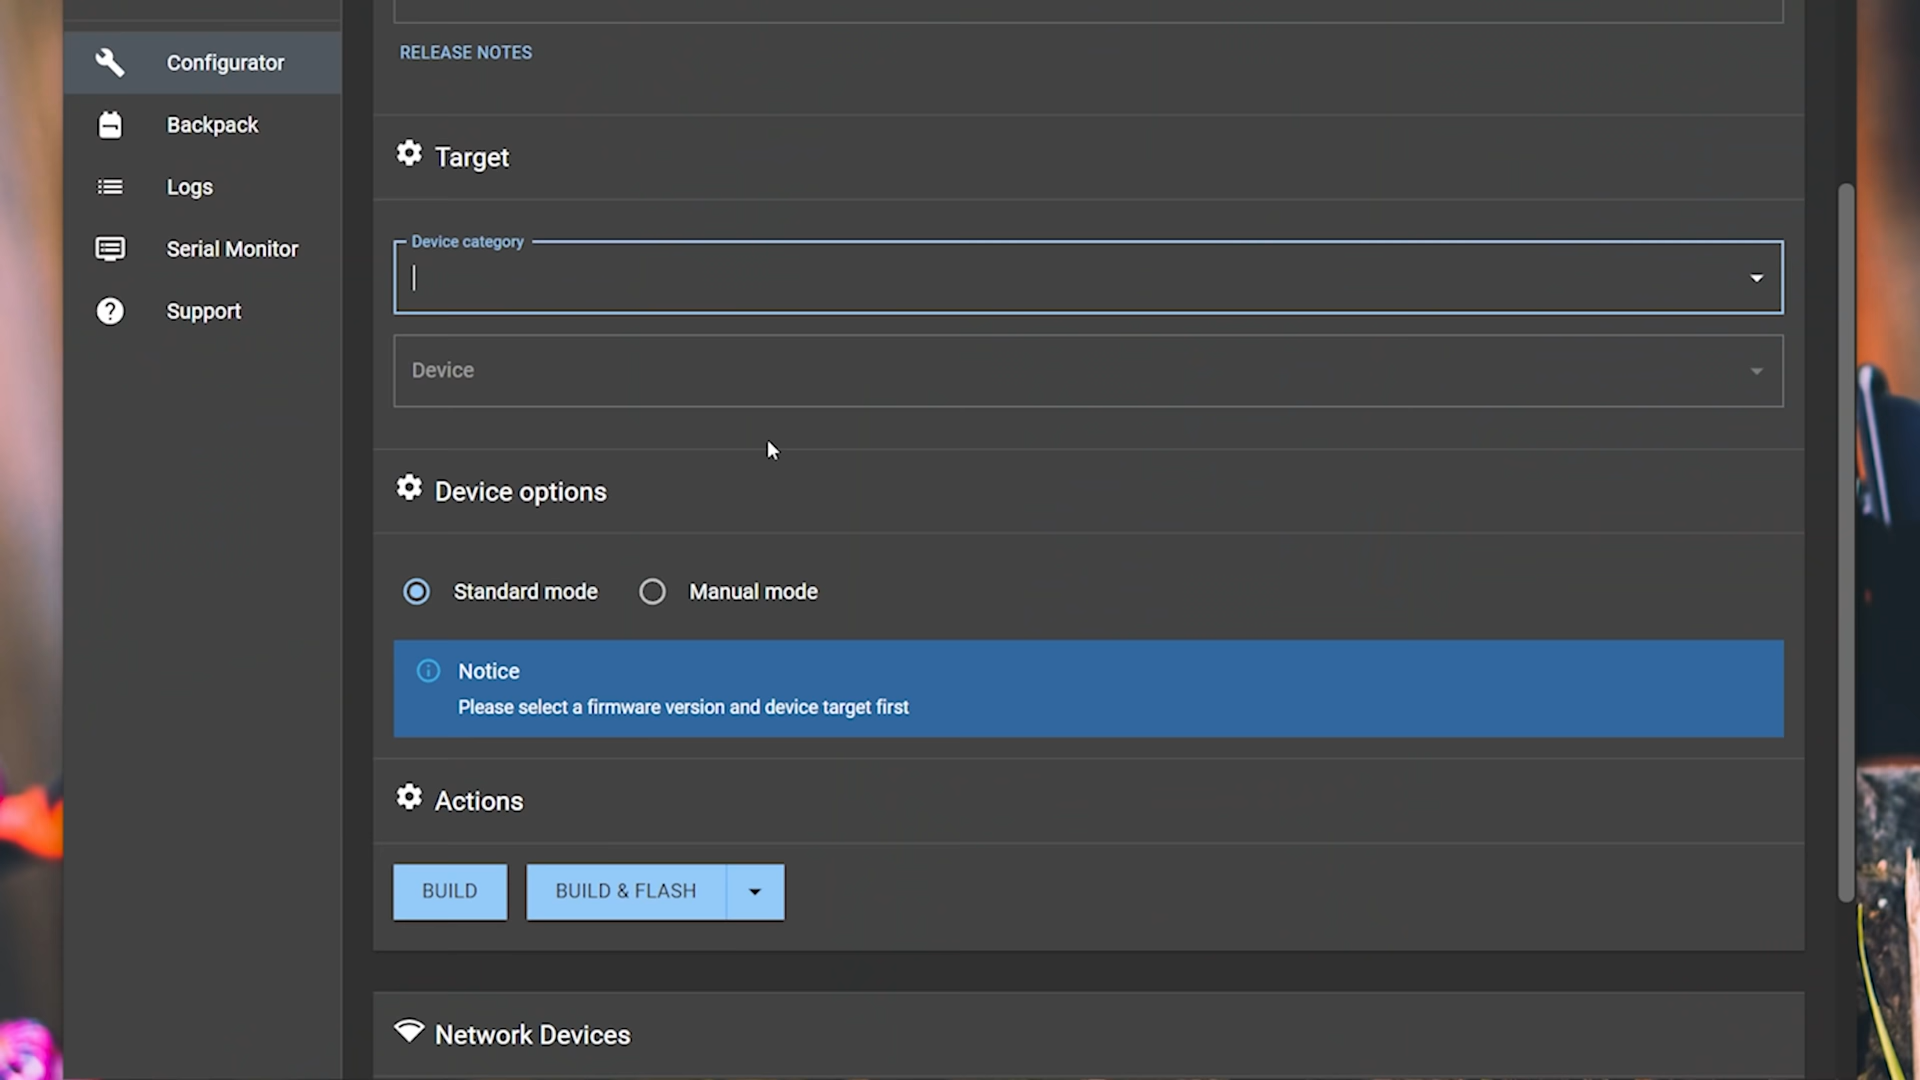 Configurator
Backpack
Logs
Serial Monitor
Support
RELEASE NOTES
Target
Device category
Device
Device options
Standard mode
Manual mode
Notice
Please select a firmware version and device target first
Actions
BUILD
BUILD & FLASH
Network Devices